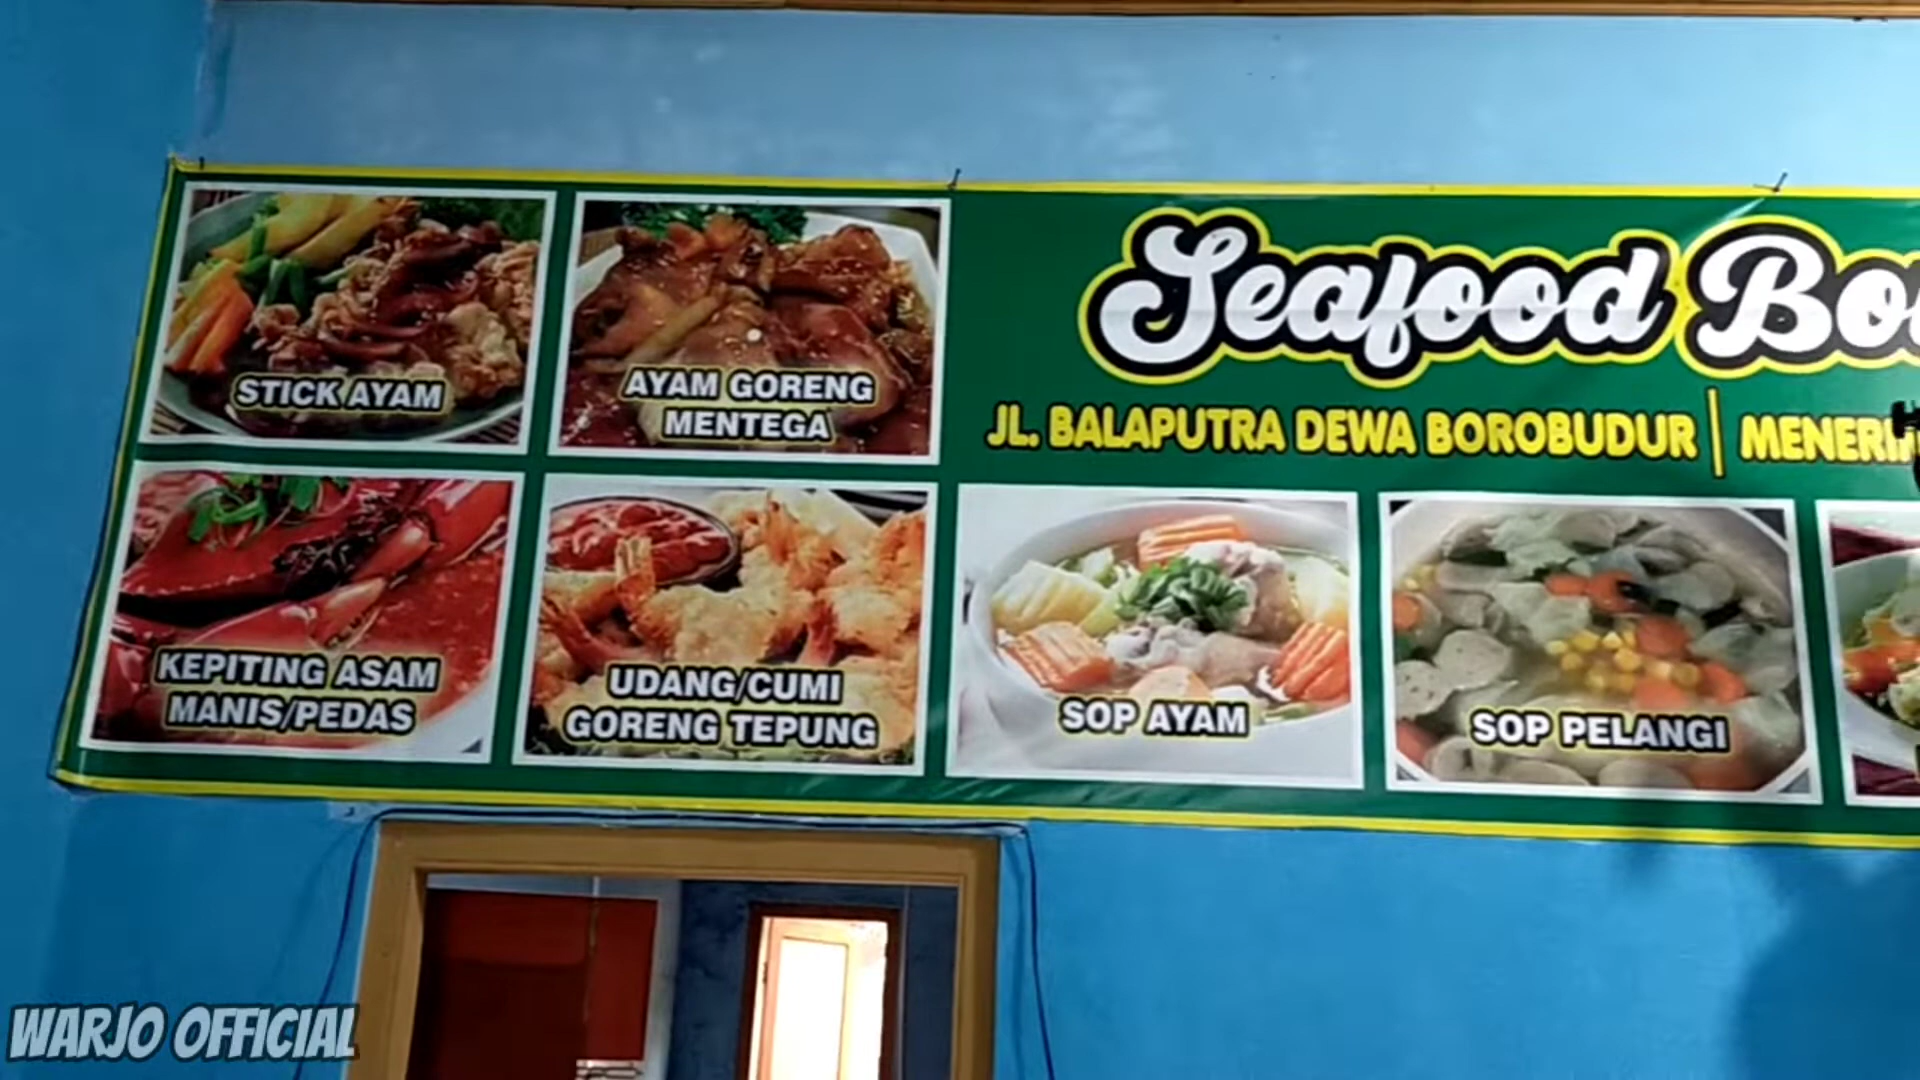 STICK AYAM
AYAM GORENG
MENTEGA
Seafood
JL. BALAPUTRA DEWA BOROBUDUR
KEPITING ASAM
MANIS/PEDAS
UDANG/CUMI
GORENG TEPUNG
SOP AYAM
SOP PELANGI
WARJO OFFICIAL